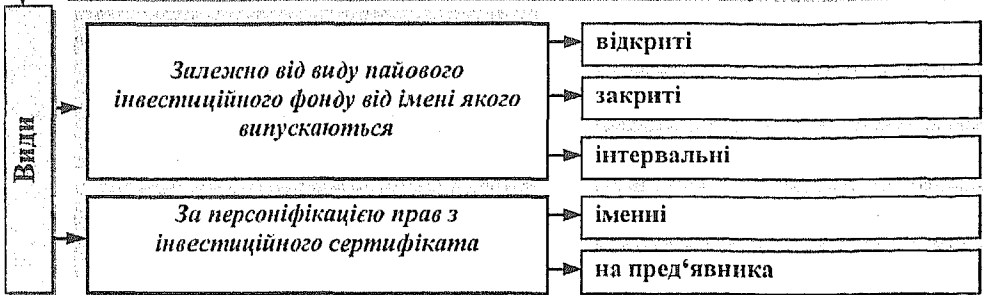 Види
Залежно від виду пайового
інвестиційного фонду від імені якого
випускаються
відкриті
закриті
інтервальні
За персоніфікацією прав з
інвестиційного сертифіката
іменні
на пред‘явника